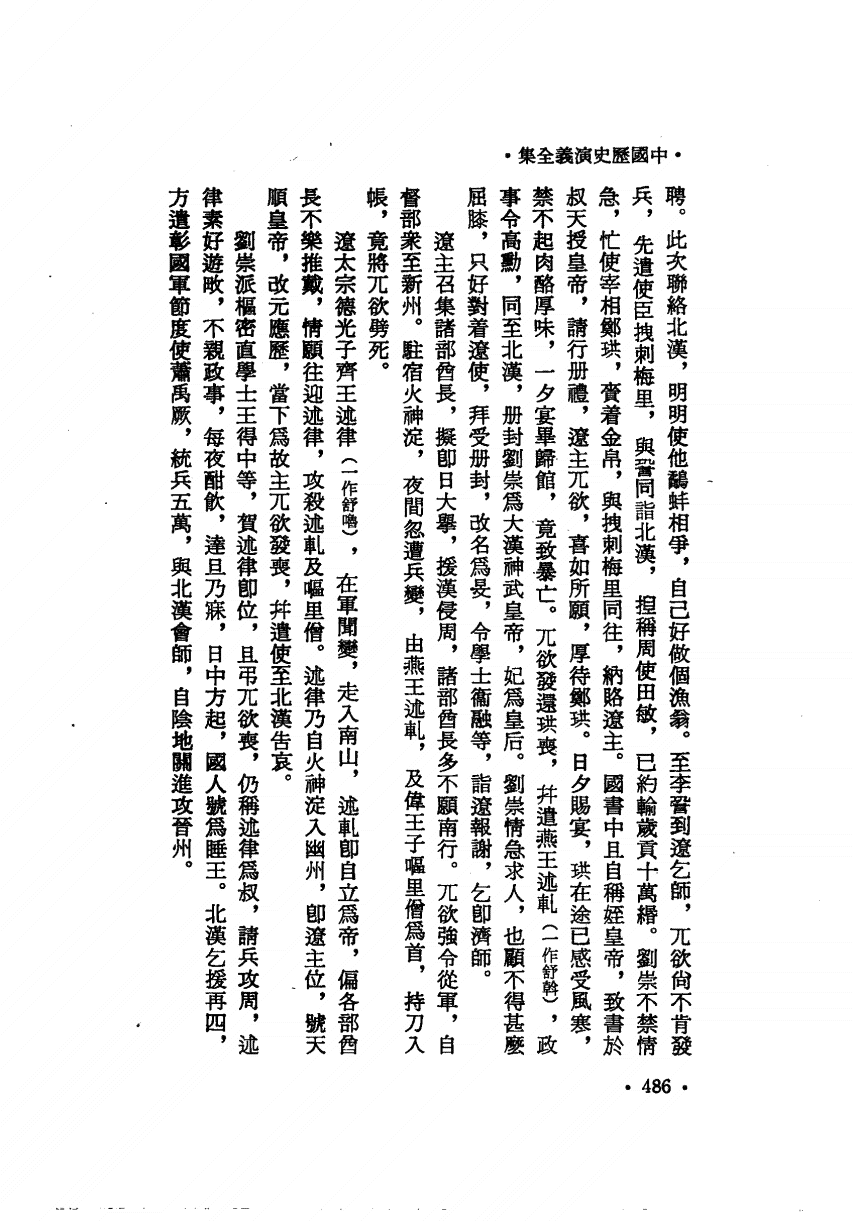 •中國歷史演義全集•
聘。此次聯絡北漢，明明使他鷸蚌相爭，自己好做個漁翁。至李䛒到遼乞師，兀欲尙不肯發
兵，先遣使臣拽刺梅里，與䛒同詣北漢，揑稱周使田敏，已約輸歲貢十萬緡。劉崇不禁情
急，忙使宰相鄭珙，賫着金帛，與拽刺梅里同往，納賂遼主。國書中且自稱姪皇帝，致書於
叔天授皇帝，請行册禮，遼主兀欲，喜如所願，厚待鄭珙。日夕賜宴，珙在途已感受風寒，
禁不起肉酪厚味，一夕宴畢歸館，竟致暴亡。兀欲發還珙喪，幷遣燕王述軋（一作舒斡），政
事令高勳，同至北漢，册封劉崇爲大漢神武皇帝，妃爲皇后。劉崇情急求人，也顧不得甚麽
屈膝，只好對着遼使，拜受册封，改名爲旻，令學士衞融等，詣遼報謝，乞卽濟師。
遼主召集諸部酋長，擬卽日大擧，援漢侵周，諸部酋長多不願南行。兀欲強令從軍，自
督部衆至新州。駐宿火神淀，夜間忽遭兵變，由燕王述軋，及偉王子嘔里僧爲首，持刀入
帳，竟將兀欲劈死。
遼太宗德光子齊王述律（一作舒嚕），在軍聞變，走入南山，述軋卽自立爲帝，偏各部酋
長不樂推戴，情願往迎述律，攻殺述軋及嘔里僧。述律乃自火神淀入幽州，卽遼主位，號天
順皇帝，改元應歷，當下爲故主兀欲發喪，幷遣使至北漢吿哀。
劉崇派樞密直學士王得中等，賀述律卽位，且弔兀欲喪，仍稱述律爲叔，請兵攻周，述
律素好遊畋，不親政事，每夜酣飮，達旦乃寐，日中方起，國人號爲睡王。北漢乞援再四，
方遣彰國軍節度使蕭禹厥，統兵五萬，與北漢會師，自陰地關進攻晉州。
•486•